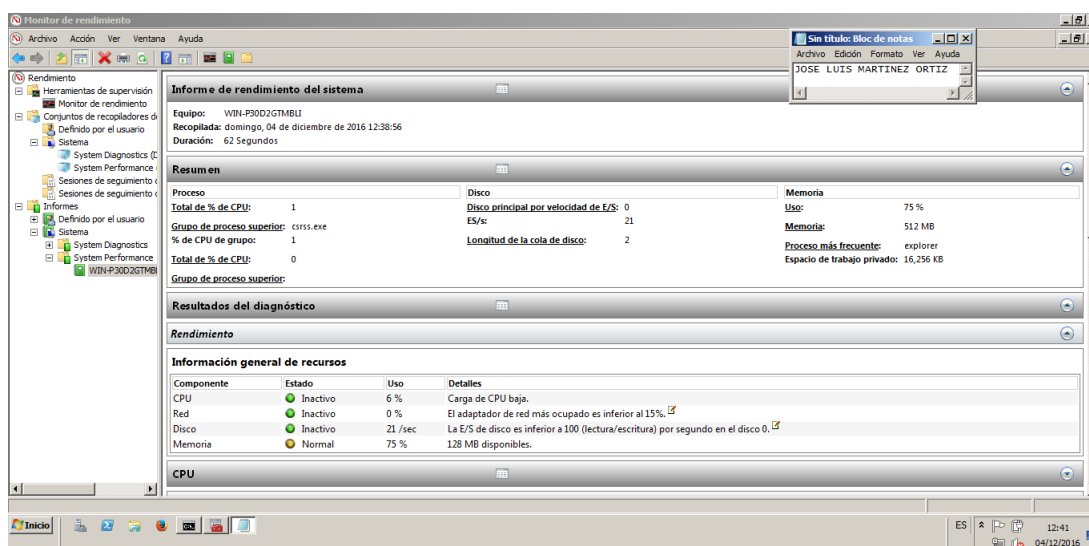 Monitor de rendimiento
Archivo Acción Ver Ventana Ayuda
Sin título: Bloc de notas
Archivo Edición Formato Ver Ayuda
JOSE LUIS MARTINEZ ORTIZ
Rendimiento
Herramientas de supervisión
Monitor de rendimiento
Conjuntos de recopiladores d
Definido por el usuario
Sistema
System Diagnostics (D
System Performance
Sesiones de seguimiento
Sesiones de seguimiento
Informes
Definido por el usuario
Sistema
System Diagnostics
System Performance
WIN-P30D2GTMBI
Informe de rendimiento del sistema
Equipo: WIN-P30D2GTMBLI
Recopilada: domingo, 04 de diciembre de 2016 12:38:56
Duración: 62 Segundos
Resumen
Proceso
Total de % de CPU: 1
Grupo de proceso superior: csrss.exe
% de CPU de grupo: 1
Total de % de CPU: 0
Grupo de proceso superior:
Disco
Disco principal por velocidad de E/S: 0
ES/s: 21
Longitud de la cola de disco: 2
Memoria
Uso: 75 %
Memoria: 512 MB
Proceso más frecuente: explorer
Espacio de trabajo privado: 16,256 KB
Resultados del diagnóstico
Rendimiento
Información general de recursos
Componente Estado Uso Detalles
CPU Inactivo 6 % Carga de CPU baja.
Red Inactivo 0 % El adaptador de red más ocupado es inferior al 15%.
Disco Inactivo 21 /sec La E/S de disco es inferior a 100 (lectura/escritura) por segundo en el disco 0.
Memoria Normal 75 % 128 MB disponibles.
CPU
Inicio
ES
12:41
04/12/2016